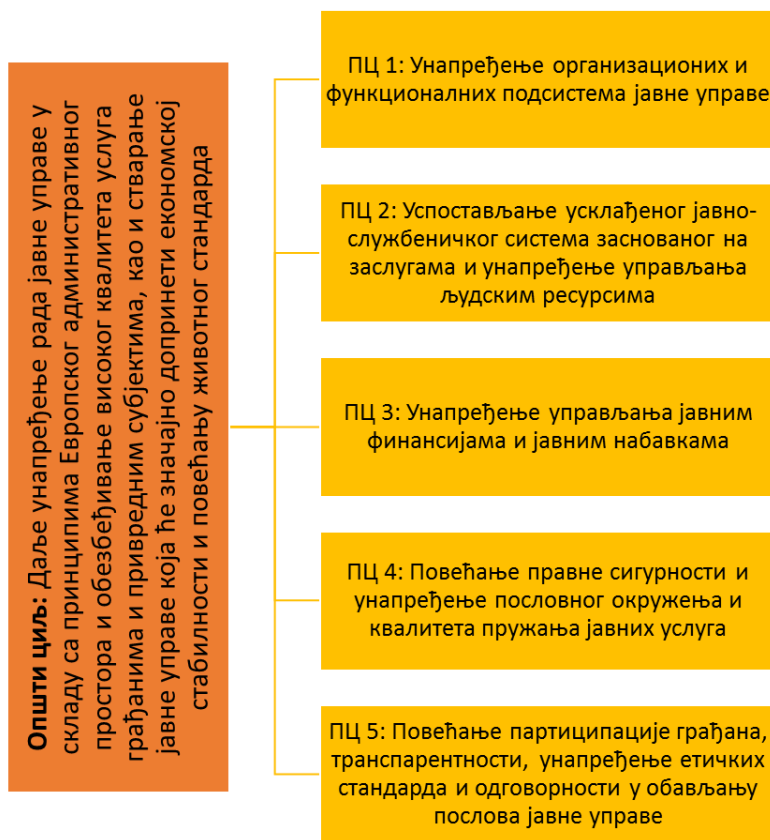 Општи циљ: Даље унапређење рада јавне управе у
складу са принципима Европског административног
простора и обезбеђивање високог квалитета услуга
грађанима и привредним субјектима, као и стварање
јавне управе која ће значајно допринети економској
стабилности и повећању животног стандарда
ПЦ 1: Унапређење организационих и
функционалних подсистема јавне управе
ПЦ 2: Успостављање усклађеног јавно-
службеничког система заснованог на
заслугама и унапређење управљања
људским ресурсима
ПЦ 3: Унапређење управљања јавним
финансијама и јавним набавкама
ПЦ 4: Повећање правне сигурности и
унапређење пословног окружења и
квалитета пружања јавних услуга
ПЦ 5: Повећање партиципације грађана,
транспарентности, унапређење етичких
стандарда и одговорности у обављању
послова јавне управе